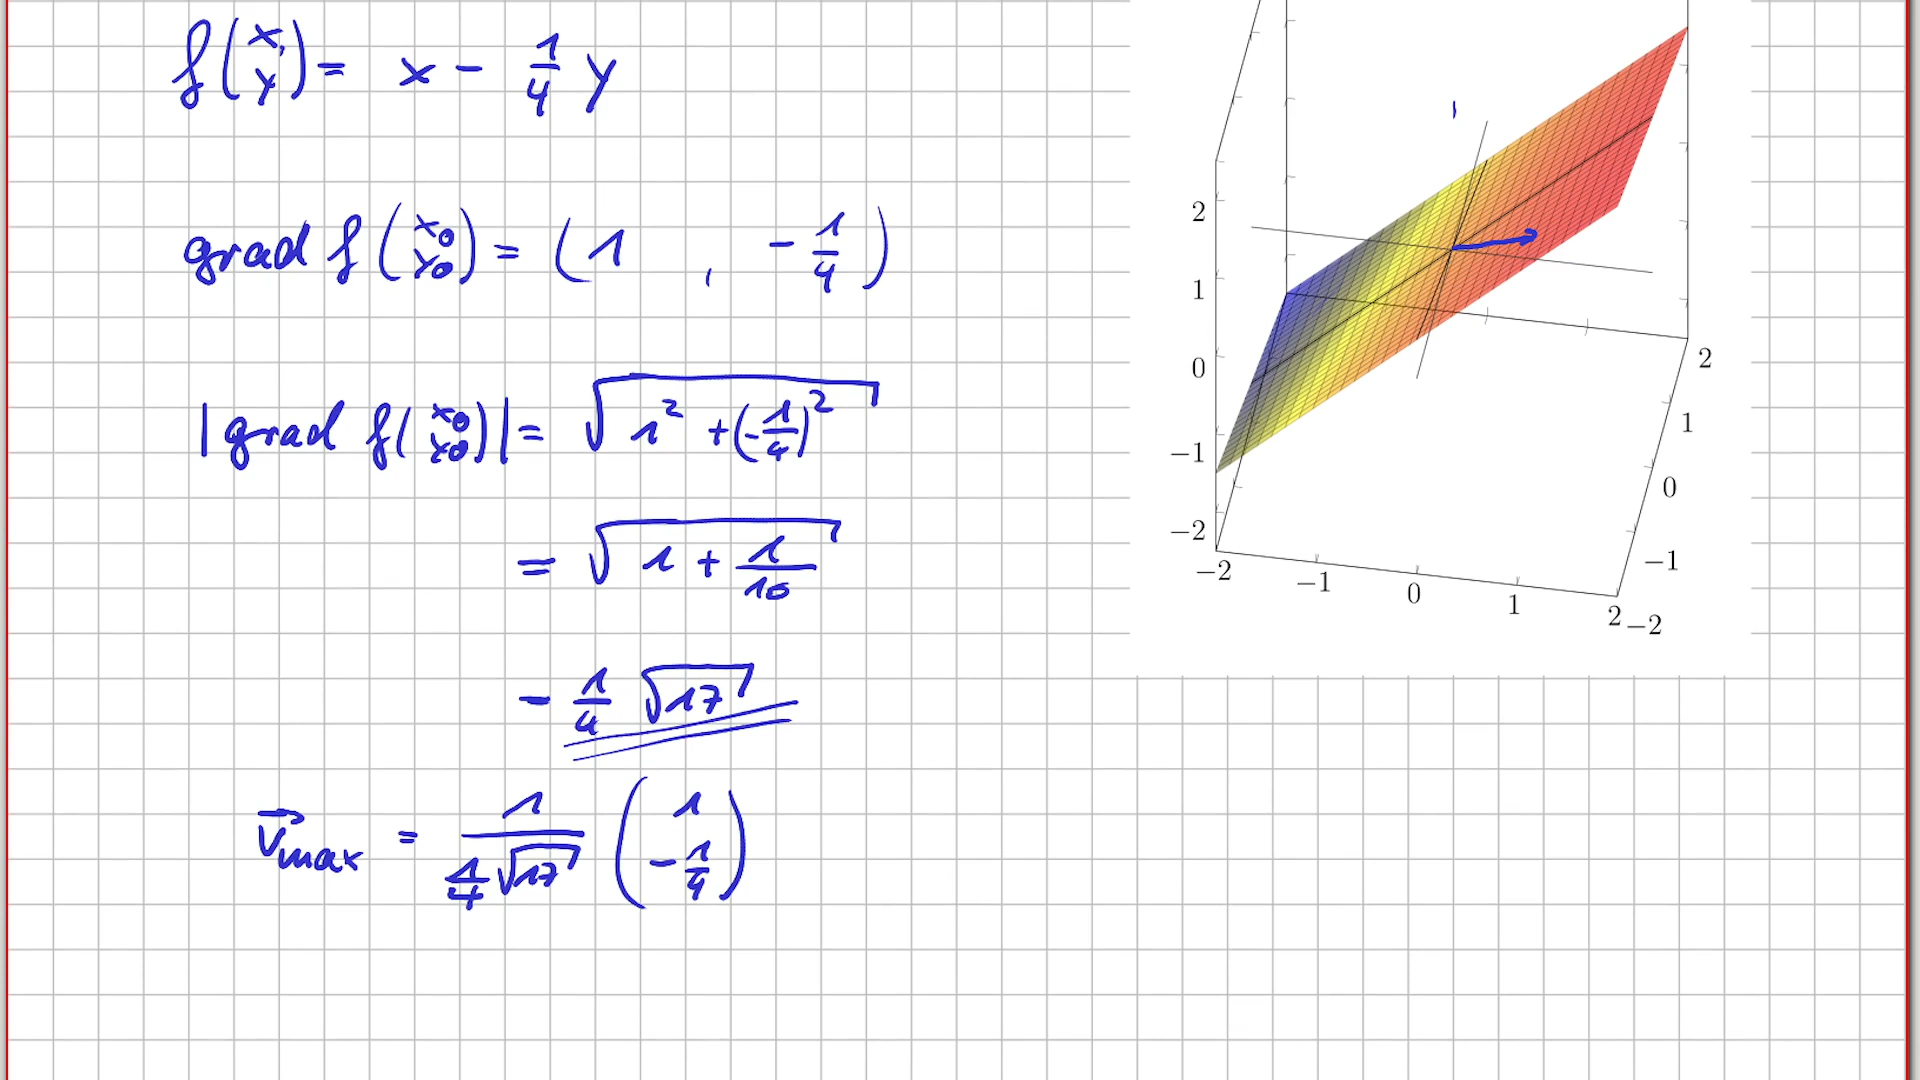 f(x, y) = x - 1/4 y
grad f(x0 y0) = (1 , - 1/4)
|grad f(x0 y0)| = √(1² + (-1/4)²)
= √(1 + 1/16)
= 1/4 √17
v⃗max = 1/(1/4 √17) (1 -1/4)
2
1
0
−1
−2
−2
−1
0
1
2
−2
−1
0
1
2